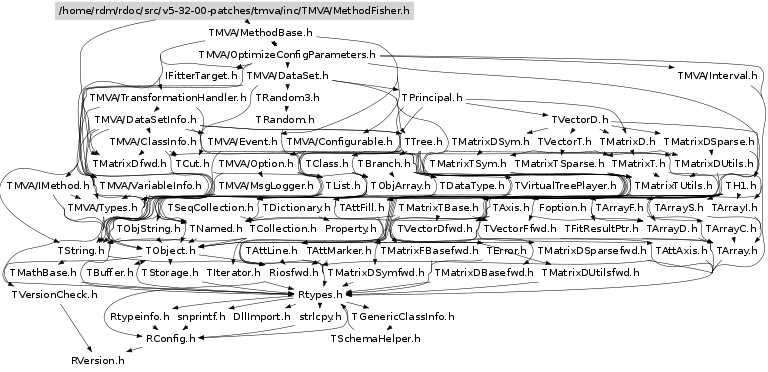 /home/rdm/rdoc/src/v5-32-00-patches/tmva/inc/TMVA/MethodFisher.h
TMVA/MethodBase.h
TMVA/OptimizeConfigParameters.h
IFitterTarget.h TMVA/DataSet.h TMVA/Interval.h
TMVA/TransformationHandler.h TRandom3.h TPrincipal.h
TMVA/DataSetInfo.h TRandom.h TVectorD.h
TMVA/ClassInfo.h TMVA/Event.h TMVA/Configurable.h TTree.h TMatrixDSym.h TVectorT.h TMatrixD.h TMatrixDSparse.h
TMatrixDfwd.h TCut.h TMVA/Option.h TClass.h TBranch.h TMatrixTSym.h TMatrixTSparse.h TMatrixT.h TMatrixDUtils.h
TMVA/IMethod.h TMVA/VariableInfo.h TMVA/MsgLogger.h TList.h TObjArray.h TDataType.h TVirtualTreePlayer.h TMatrixTUtils.h TH1.h
TMVA/Types.h TSeqCollection.h TDictionary.h TAttFill.h TMatrixTBase.h TAxis.h Foption.h TArrayF.h TArrayS.h TArrayI.h
TObjString.h TNamed.h TCollection.h Property.h TVectorDfwd.h TVectorFfwd.h TFitResultPtr.h TArrayD.h TArrayC.h
TString.h TObject.h TAttLine.h TAttMarker.h TMatrixFBasefwd.h TError.h TMatrixDSparsefwd.h TAttAxis.h TArray.h
TMathBase.h TBuffer.h TStorage.h TIterator.h Riosfwd.h TMatrixDSymfwd.h TMatrixDBasefwd.h TMatrixDUtilsfwd.h
TVersionCheck.h Rtypes.h
Rtypeinfo.h snprintf.h DllImport.h strlcpy.h TGenericClassInfo.h
RConfig.h TSchemaHelper.h
RVersion.h